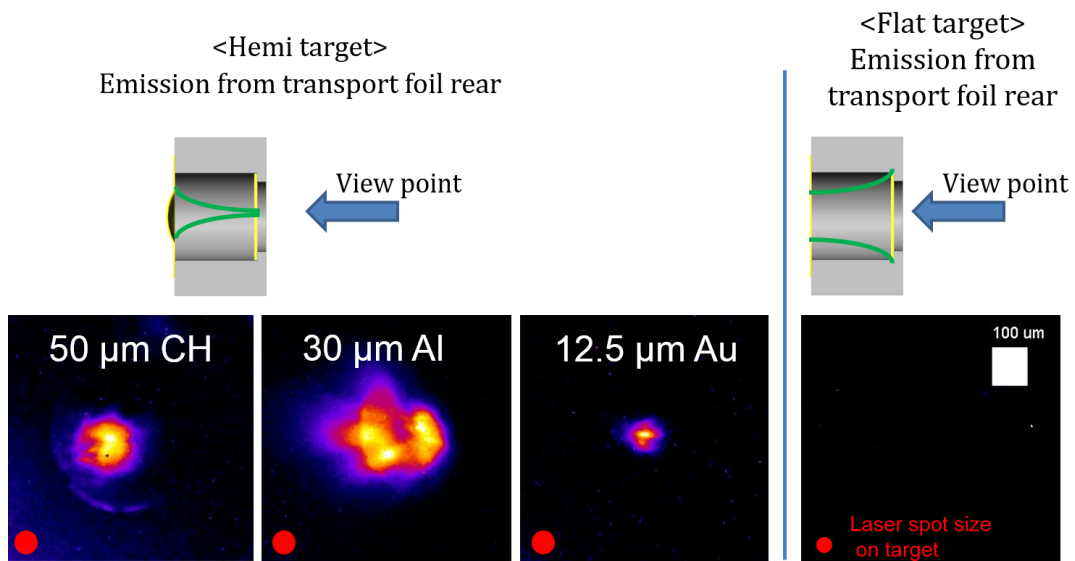 <Hemi target>
Emission from transport foil rear
View point
<Flat target>
Emission from
transport foil rear
View point
50 µm CH
30 µm Al
12.5 µm Au
100 um
Laser spot size
on target